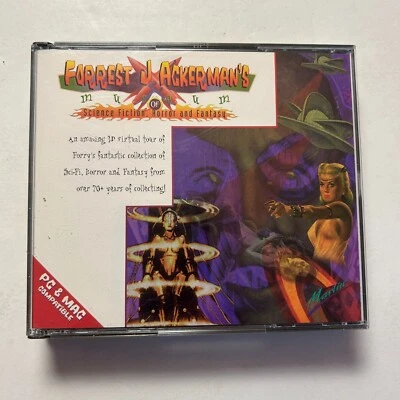 FORREST J ACKERMAN'S
museum
OF
Science Fiction, Horror and Fantasy
An amazing 3D virtual tour of
Forry's fantastic collection of
Sci-Fi, Horror and Fantasy from
over 70+ years of collecting!
PC & MAC
COMPATIBLE